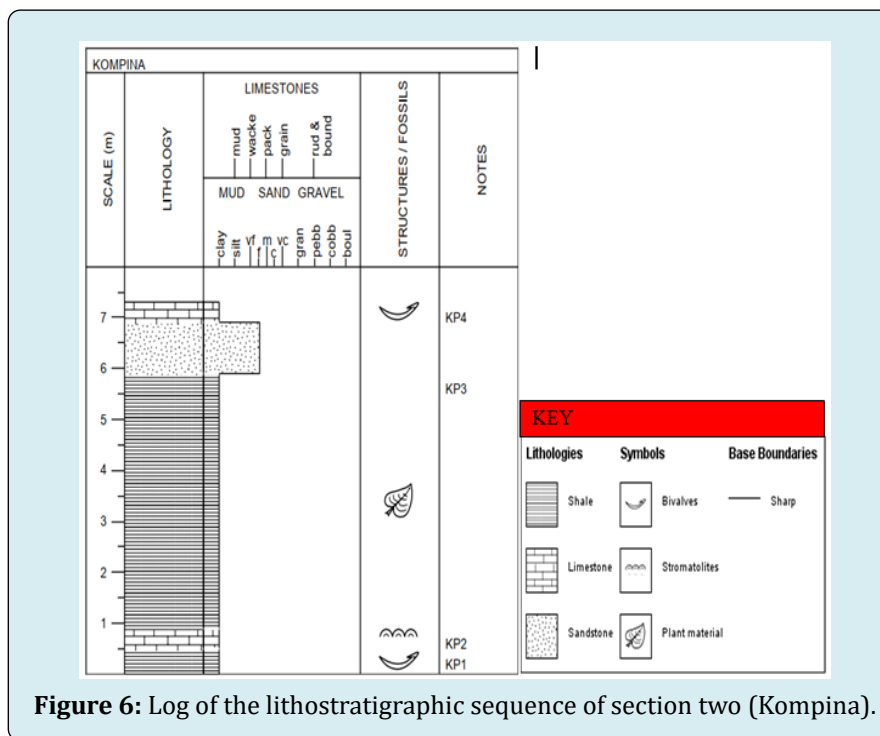 KOMPINA
SCALE (m)
LITHOLOGY
LIMESTONES
mud
wacke
pack
grain
rud &
bound
MUD SAND GRAVEL
clay
silt
vf
f
m
c
vc
gran
pebb
cobb
boul
STRUCTURES / FOSSILS
NOTES
7
6
5
4
3
2
1
KP4
KP3
KP2
KP1
KEY
Lithologies Symbols Base Boundaries
Shale Bivalves Sharp
Limestone Stromatolites
Sandstone Plant material
Figure 6: Log of the lithostratigraphic sequence of section two (Kompina).